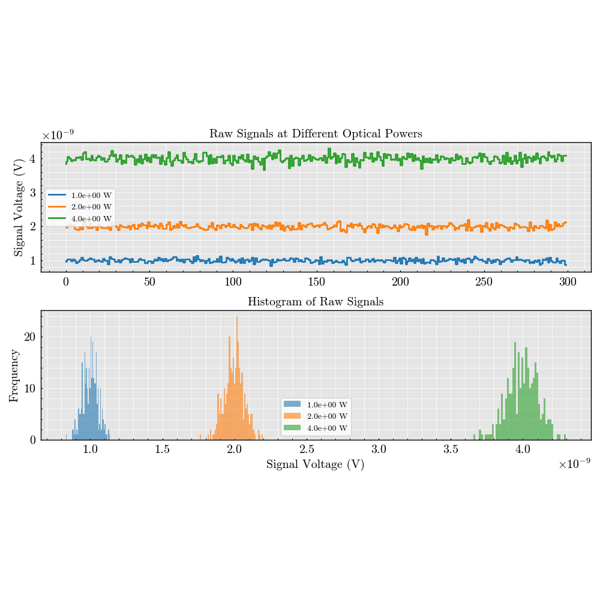 Raw Signals at Different Optical Powers
×10⁻⁹
Signal Voltage (V)
4
3
2
1
1.0e+00 W
2.0e+00 W
4.0e+00 W
0 50 100 150 200 250 300
Histogram of Raw Signals
Frequency
20
10
0
1.0e+00 W
2.0e+00 W
4.0e+00 W
1.0 1.5 2.0 2.5 3.0 3.5 4.0
Signal Voltage (V)
×10⁻⁹